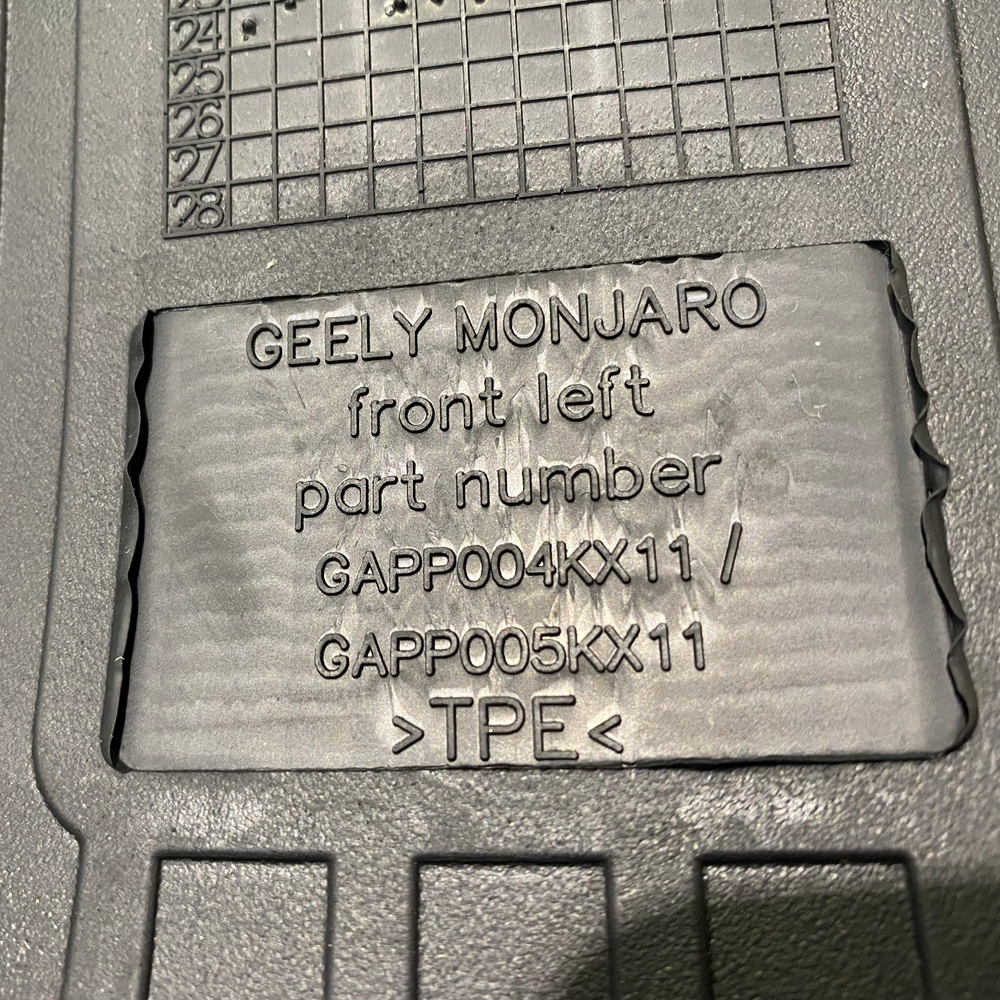 24
25
26
27
28
GEELY MONJARO
front left
part number
GAPP004KX11 /
GAPP005KX11
>TPE<